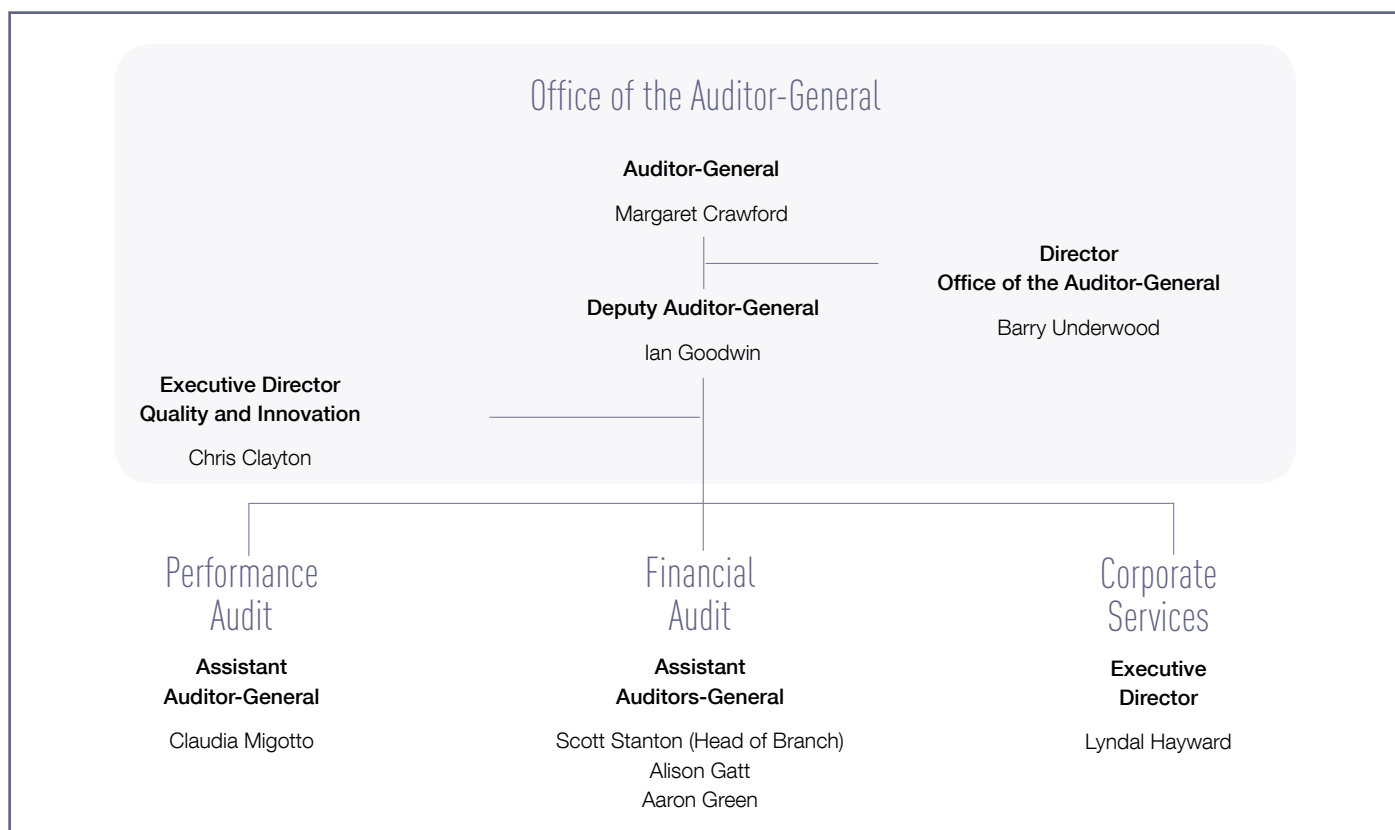 Office of the Auditor-General
Auditor-General
Margaret Crawford
Director
Office of the Auditor-General
Barry Underwood
Deputy Auditor-General
Ian Goodwin
Executive Director
Quality and Innovation
Chris Clayton
Performance
Audit
Assistant
Auditor-General
Claudia Migotto
Financial
Audit
Assistant
Auditors-General
Scott Stanton (Head of Branch)
Alison Gatt
Aaron Green
Corporate
Services
Executive
Director
Lyndal Hayward